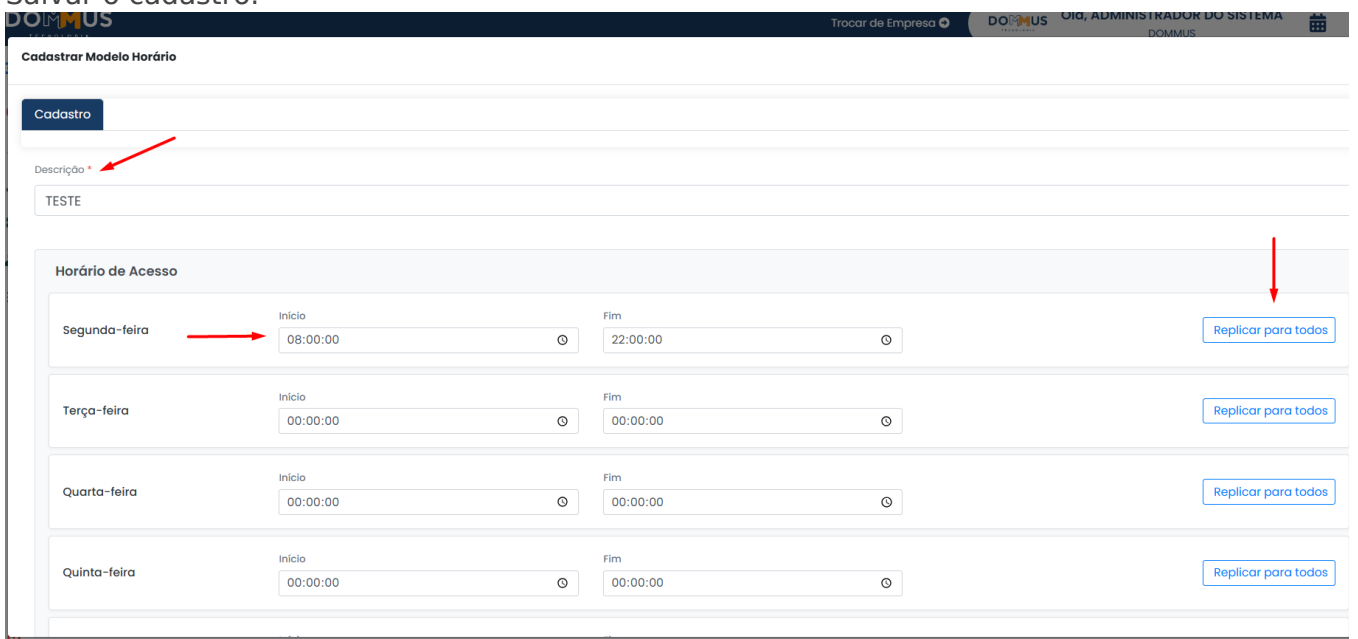 Salvar o cadastro.
DOMMUS Trocar de Empresa DOMMUS Olá, ADMINISTRADOR DO SISTEMA
TECNOLOGIA DOMMUS
Cadastrar Modelo Horário
Cadastro
Descrição *
TESTE
Horário de Acesso
Segunda-feira
Início
08:00:00
Fim
22:00:00
Replicar para todos
Terça-feira
Início
00:00:00
Fim
00:00:00
Replicar para todos
Quarta-feira
Início
00:00:00
Fim
00:00:00
Replicar para todos
Quinta-feira
Início
00:00:00
Fim
00:00:00
Replicar para todos